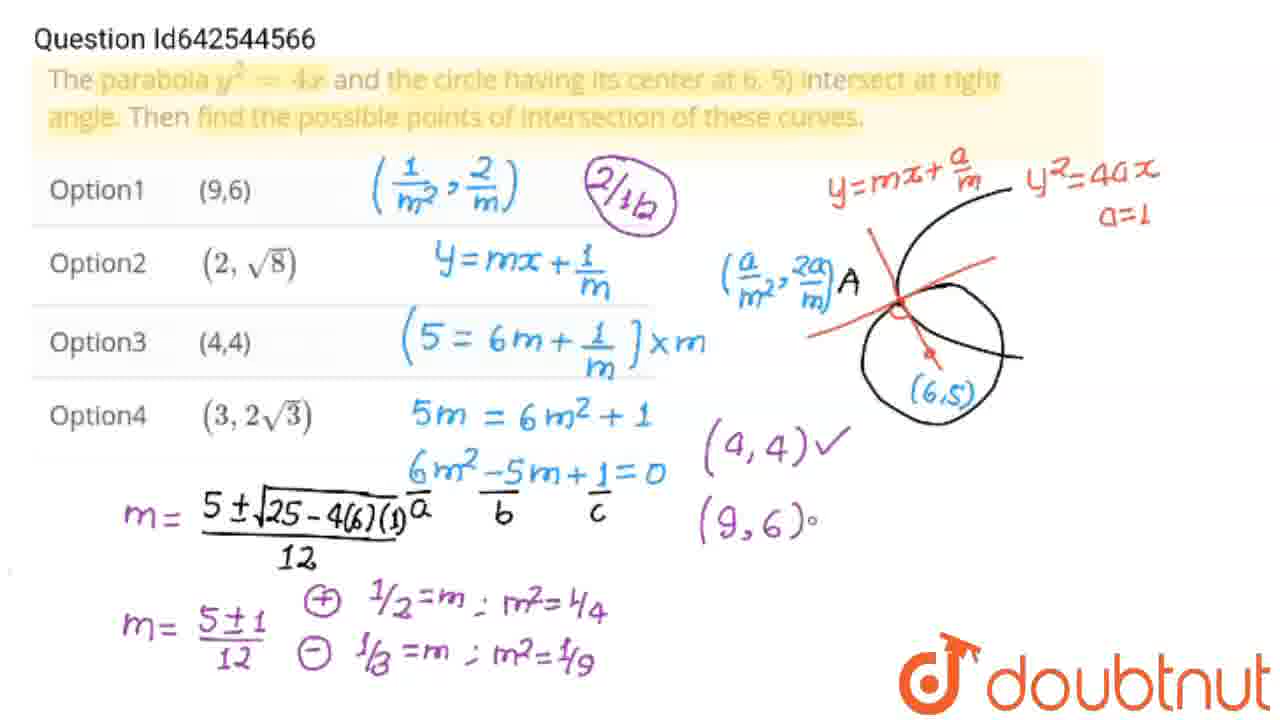 Question Id642544566
The parabola y² = 4x and the circle having its center at 6, 5) intersect at right
angle. Then find the possible points of intersection of these curves.
Option1 (9,6)
Option2 (2, √8)
Option3 (4,4)
Option4 (3, 2√3)
(1/m², 2/m)
2/1/2
y=mx+1/m
(5=6m+1/m]×m
5m=6m²+1
6m²-5m+1=0
a b c
m=5±√25-4(6)(1)/12
m=5±1/12
⊕ 1/2=m; m²=1/4
⊖ 1/3=m; m²=1/9
y=mx+a/m
y²=4ax
a=1
(a/m², 2a/m) A
(6,5)
(4,4)✓
(9,6)
doubtnut